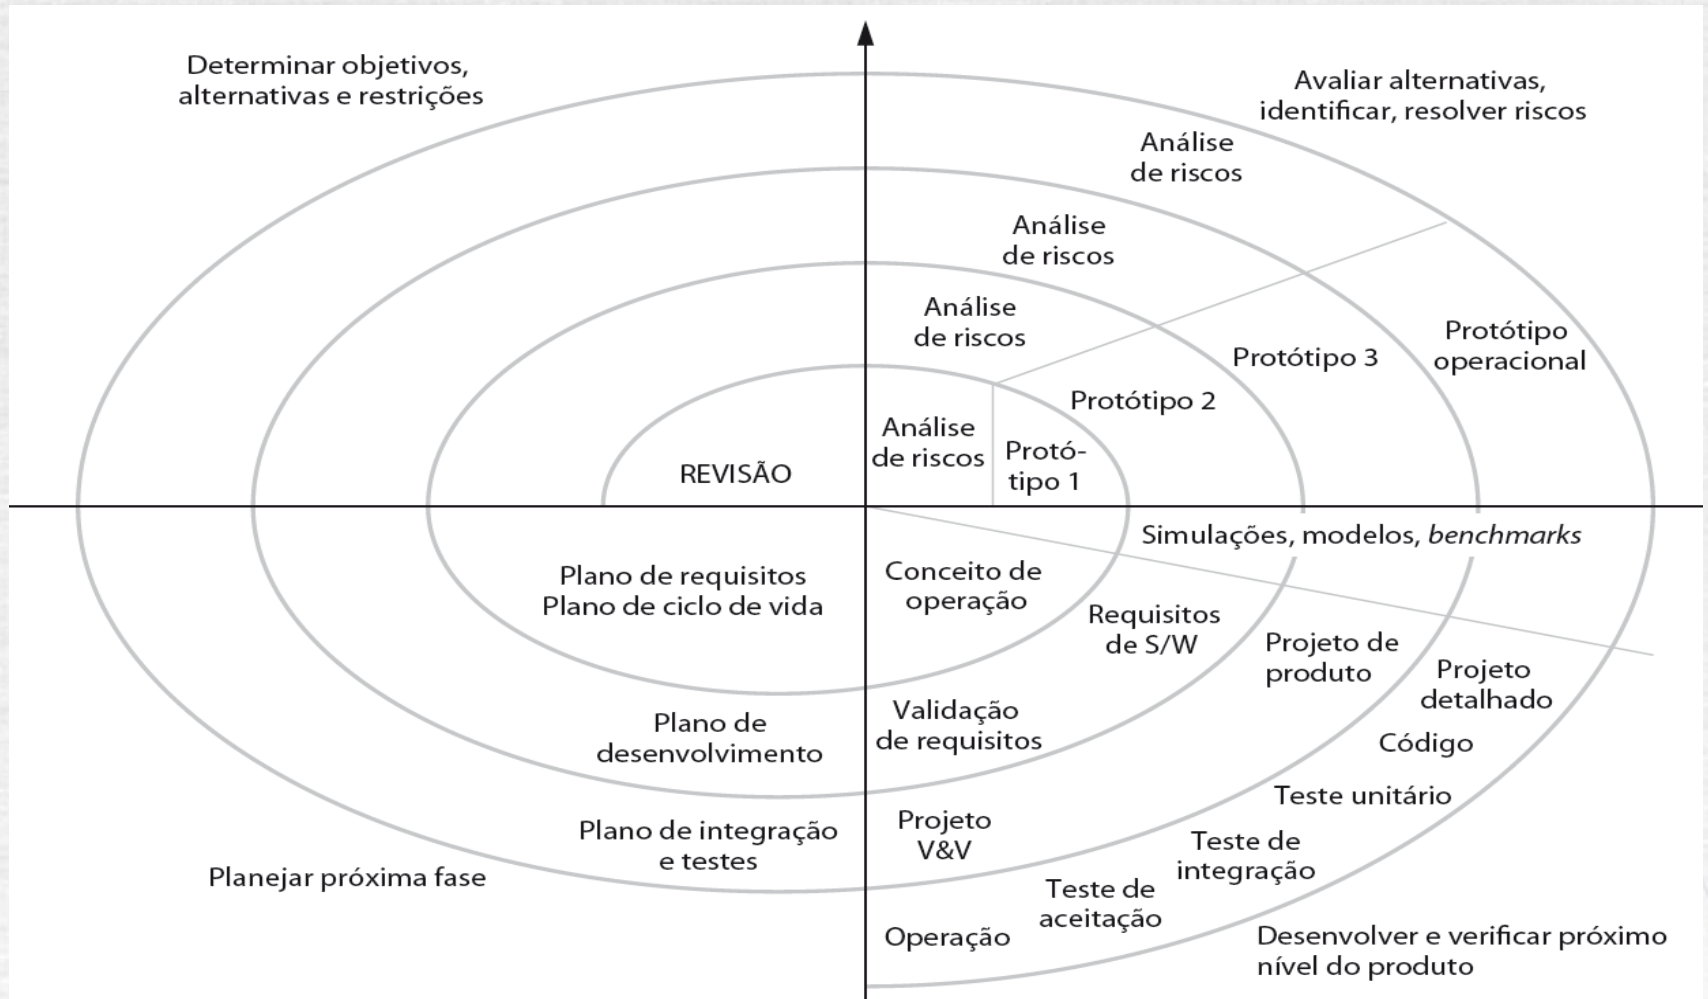 Determinar objetivos,
alternativas e restrições
Avaliar alternativas,
identificar, resolver riscos
Análise
de riscos
Análise
de riscos
Análise
de riscos
Análise
de riscos
Protótipo
operacional
Protótipo 3
Protótipo 2
Protó-
tipo 1
REVISÃO
Simulações, modelos, benchmarks
Plano de requisitos
Plano de ciclo de vida
Conceito de
operação
Requisitos
de S/W
Projeto de
produto
Projeto
detalhado
Plano de
desenvolvimento
Validação
de requisitos
Código
Teste unitário
Plano de integração
e testes
Projeto
V&V
Teste de
integração
Teste de
aceitação
Operação
Planejar próxima fase
Desenvolver e verificar próximo
nível do produto